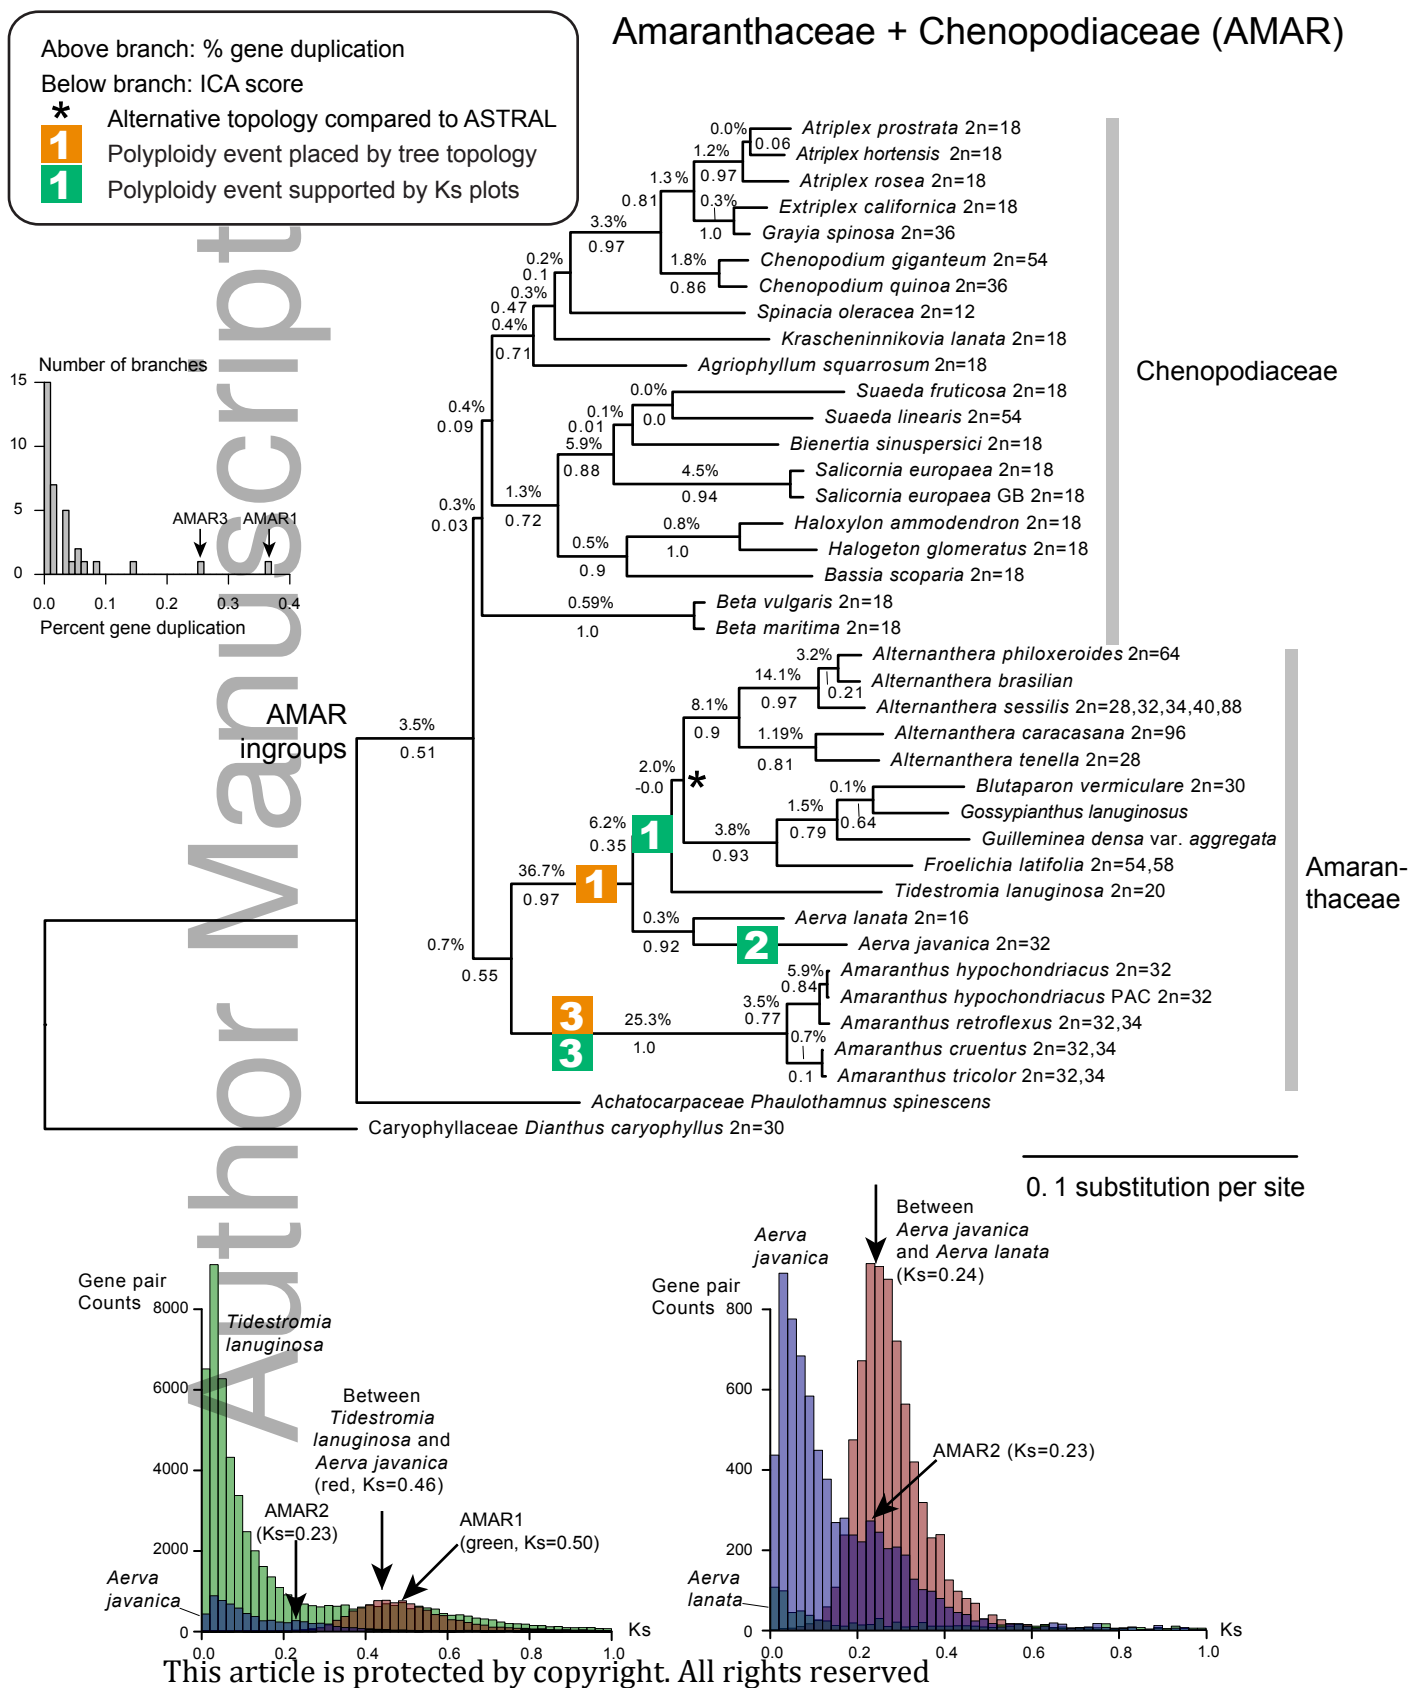 Amaranthaceae + Chenopodiaceae (AMAR)
Above branch: % gene duplication
Below branch: ICA score
* Alternative topology compared to ASTRAL
1 Polyploidy event placed by tree topology
1 Polyploidy event supported by Ks plots
Author Manuscript
Number of branches
15
10
5
0
AMAR3
AMAR1
0.0 0.1 0.2 0.3 0.4
Percent gene duplication
0.0%
0.06
1.2%
0.97
1.3%
0.81
0.3%
1.0
3.3%
0.97
1.8%
0.86
0.2%
0.1
0.3%
0.47
0.4%
0.71
0.4%
0.09
0.0%
0.0
0.1%
0.01
5.9%
0.88
4.5%
0.94
1.3%
0.72
0.8%
1.0
0.5%
0.9
0.3%
0.03
0.59%
1.0
Atriplex prostrata 2n=18
Atriplex hortensis 2n=18
Atriplex rosea 2n=18
Extriplex californica 2n=18
Grayia spinosa 2n=36
Chenopodium giganteum 2n=54
Chenopodium quinoa 2n=36
Spinacia oleracea 2n=12
Krascheninnikovia lanata 2n=18
Agriophyllum squarrosum 2n=18
Suaeda fruticosa 2n=18
Suaeda linearis 2n=54
Bienertia sinuspersici 2n=18
Salicornia europaea 2n=18
Salicornia europaea GB 2n=18
Haloxylon ammodendron 2n=18
Halogeton glomeratus 2n=18
Bassia scoparia 2n=18
Beta vulgaris 2n=18
Beta maritima 2n=18
Chenopodiaceae
AMAR
ingroups
3.5%
0.51
3.2%
0.21
14.1%
0.97
8.1%
0.9
1.19%
0.81
2.0%
-0.0
*
0.1%
0.64
1.5%
0.79
3.8%
0.93
6.2%
0.35
1
36.7%
0.97
1
0.3%
0.92
2
0.7%
0.55
5.9%
0.84
3.5%
0.77
0.7%
0.1
3
3
25.3%
1.0
Alternanthera philoxeroides 2n=64
Alternanthera brasilian
Alternanthera sessilis 2n=28,32,34,40,88
Alternanthera caracasana 2n=96
Alternanthera tenella 2n=28
Blutaparon vermiculare 2n=30
Gossypianthus lanuginosus
Guilleminea densa var. aggregata
Froelichia latifolia 2n=54,58
Tidestromia lanuginosa 2n=20
Aerva lanata 2n=16
Aerva javanica 2n=32
Amaranthus hypochondriacus 2n=32
Amaranthus hypochondriacus PAC 2n=32
Amaranthus retroflexus 2n=32,34
Amaranthus cruentus 2n=32,34
Amaranthus tricolor 2n=32,34
Amaran-
thaceae
Achatocarpaceae Phaulothamnus spinescens
Caryophyllaceae Dianthus caryophyllus 2n=30
0. 1 substitution per site
Gene pair
Counts
8000
6000
4000
2000
0
Tidestromia
lanuginosa
Between
Tidestromia
lanuginosa and
Aerva javanica
(red, Ks=0.46)
AMAR2
(Ks=0.23)
AMAR1
(green, Ks=0.50)
Aerva
javanica
0.0 0.2 0.4 0.6 0.8 1.0
Ks
Gene pair
Counts
800
600
400
200
0
Aerva
javanica
Between
Aerva javanica
and Aerva lanata
(Ks=0.24)
AMAR2 (Ks=0.23)
Aerva
lanata
0.0 0.2 0.4 0.6 0.8 1.0
Ks
This article is protected by copyright. All rights reserved